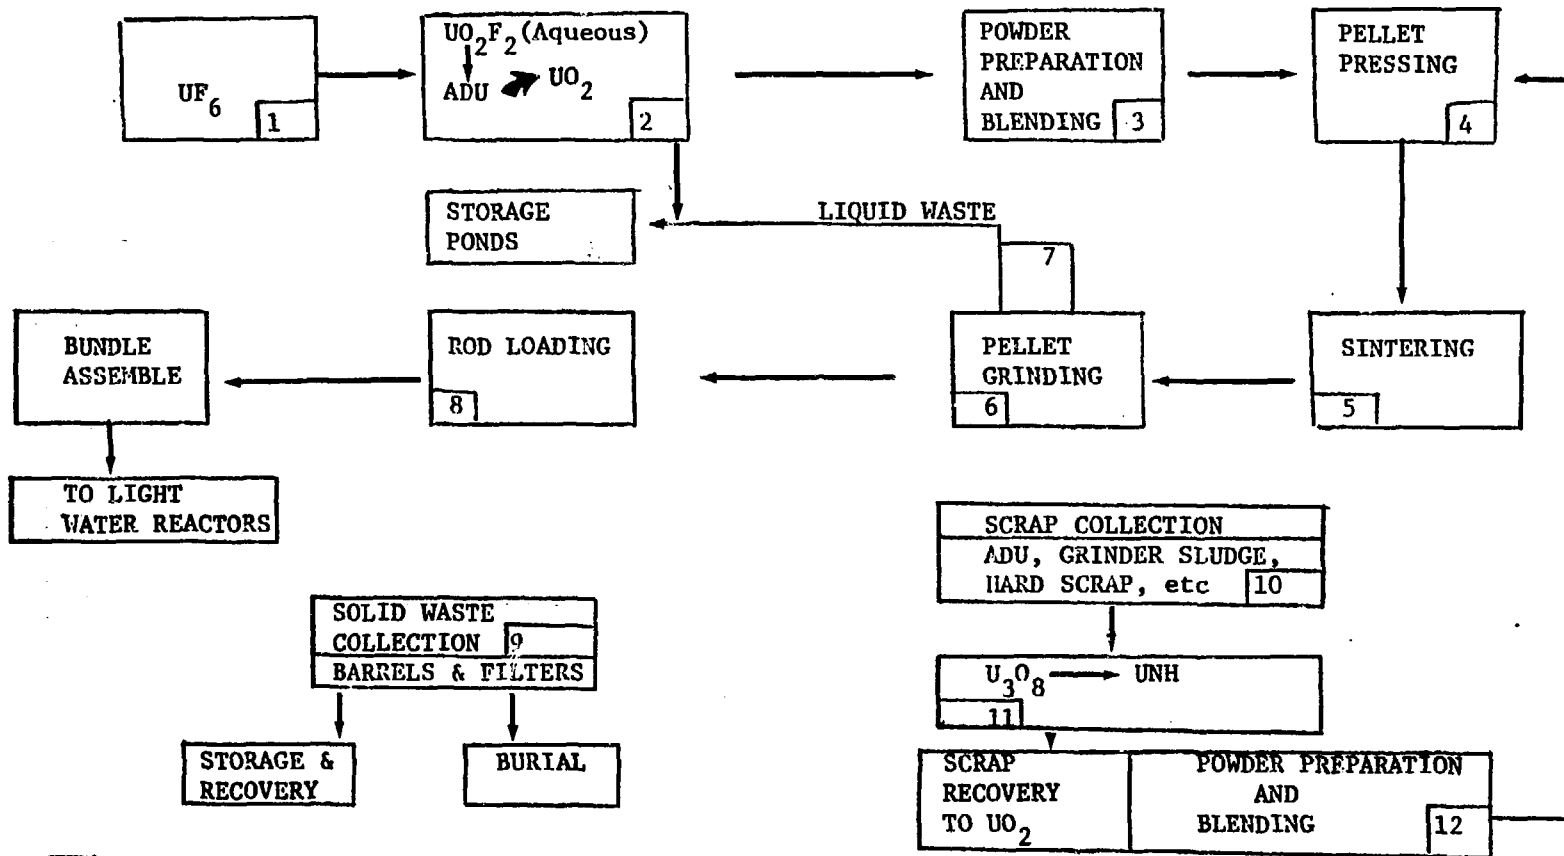 UF6
1
UO2F2 (Aqueous)
ADU UO2
2
POWDER
PREPARATION
AND
BLENDING
3
PELLET
PRESSING
4
STORAGE
PONDS
LIQUID WASTE
7
BUNDLE
ASSEMBLE
ROD LOADING
8
PELLET
GRINDING
6
SINTERING
5
TO LIGHT
WATER REACTORS
SCRAP COLLECTION
ADU, GRINDER SLUDGE,
HARD SCRAP, etc 10
SOLID WASTE
COLLECTION 9
BARRELS & FILTERS
U3O8 UNH
11
STORAGE &
RECOVERY
BURIAL
SCRAP
RECOVERY
TO UO2
POWDER PREPARATION
AND
BLENDING
12